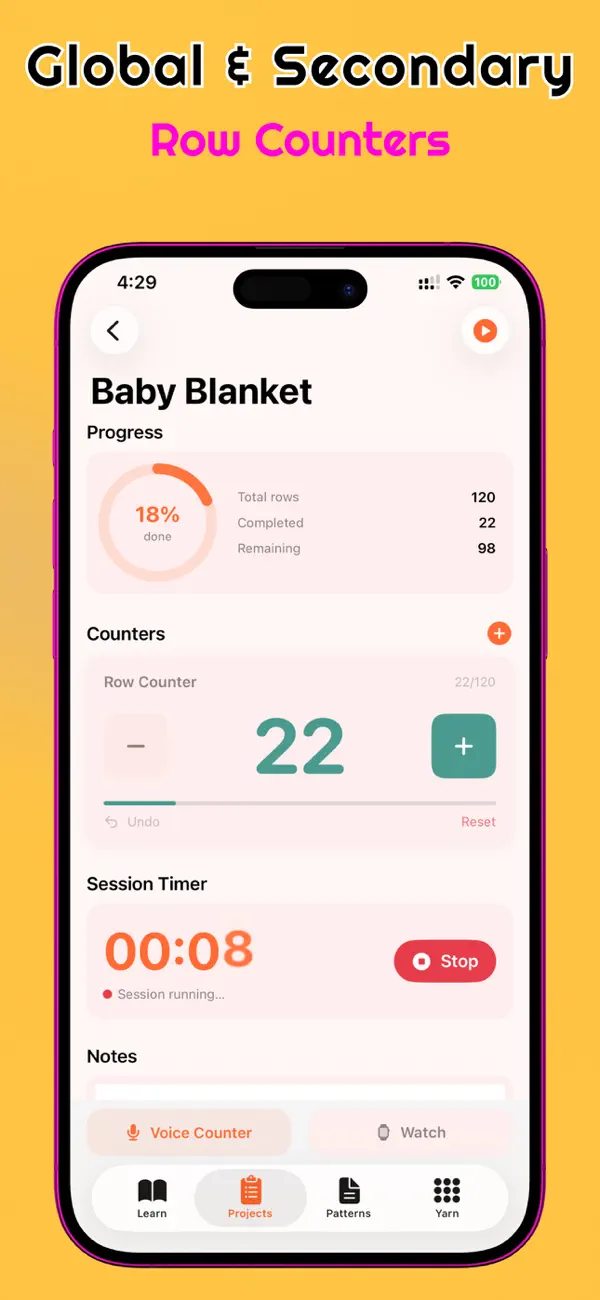 Global & Secondary
Row Counters
4:29
100
Baby Blanket
Progress
18%
done
Total rows 120
Completed 22
Remaining 98
Counters
Row Counter 22/120
− 22 +
Undo Reset
Session Timer
00:08
Stop
Session running...
Notes
Voice Counter Watch
Learn Projects Patterns Yarn